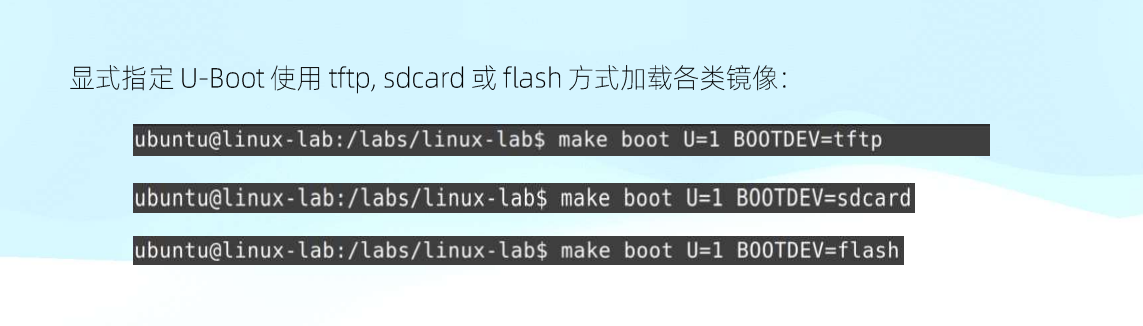 显式指定 U-Boot 使用 tftp, sdcard 或 flash 方式加载各类镜像：
ubuntu@linux-lab:/labs/linux-lab$ make boot U=1 BOOTDEV=tftp
ubuntu@linux-lab:/labs/linux-lab$ make boot U=1 BOOTDEV=sdcard
ubuntu@linux-lab:/labs/linux-lab$ make boot U=1 BOOTDEV=flash